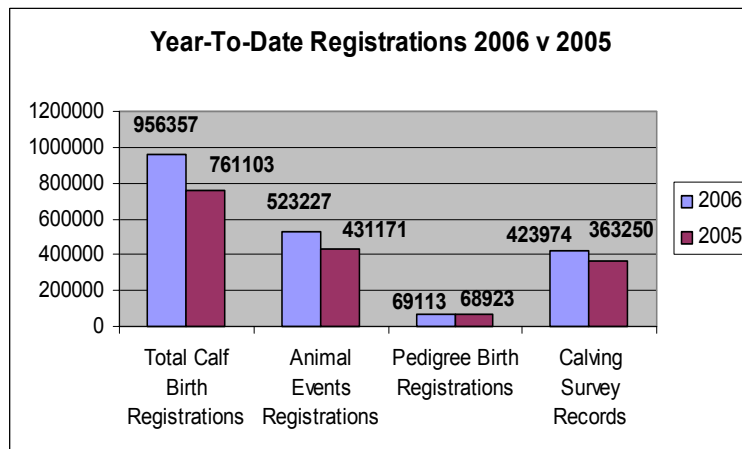 Year-To-Date Registrations 2006 v 2005
1200000
1000000
800000
600000
400000
200000
0
956357
761103
523227
431171
69113
68923
423974
363250
Total Calf
Birth
Registrations
Animal
Events
Registrations
Pedigree Birth
Registrations
Calving
Survey
Records
2006
2005